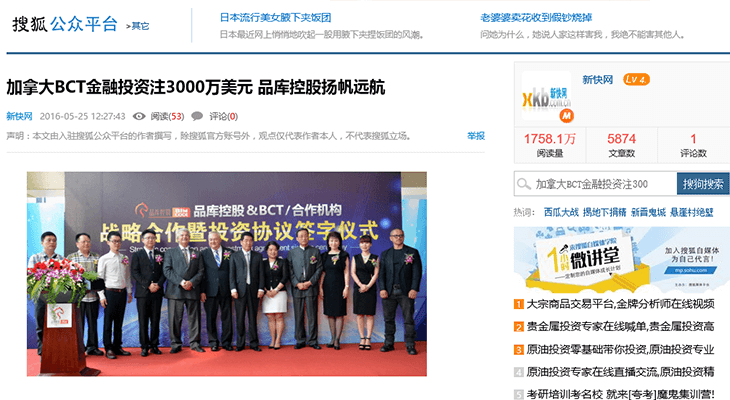 搜狐 公众平台 >其它
日本流行美女腋下夹饭团
日本最近网上悄悄地吹起一股用腋下夹捏饭团的风潮。
老婆婆卖花收到假钞烧掉
问她为什么，她说人家这样害我，我绝不能害其他人。
加拿大BCT金融投资注3000万美元 品库控股扬帆远航
新快网 2016-05-25 12:27:43 阅读(53) 评论(0)
声明：本文由入驻搜狐公众平台的作者撰写，除搜狐官方账号外，观点仅代表作者本人，不代表搜狐立场。 举报
品库控股&BCT/合作机构
战略合作暨投资协议签字仪式
xkb 新快网
.com.cn
M
新快网 LV 4.
1758.1万 5874 1
阅读量 文章数 评论数
加拿大BCT金融投资注300 搜狗搜索
热词： 西瓜大战 揭地下捐精 新晋鬼城 悬崖村绝壁
1小时
微讲堂
加入搜狐自媒体
为自己代言!
mp.sohu.com
1 大宗商品交易平台,金牌分析师在线视频
2 贵金属投资专家在线喊单,贵金属投资高
3 原油投资零基础带你投资,原油投资专业
4 原油投资专家在线直播交流,原油投资精
5 考研培训考名校 就来[夸考]魔鬼集训营!